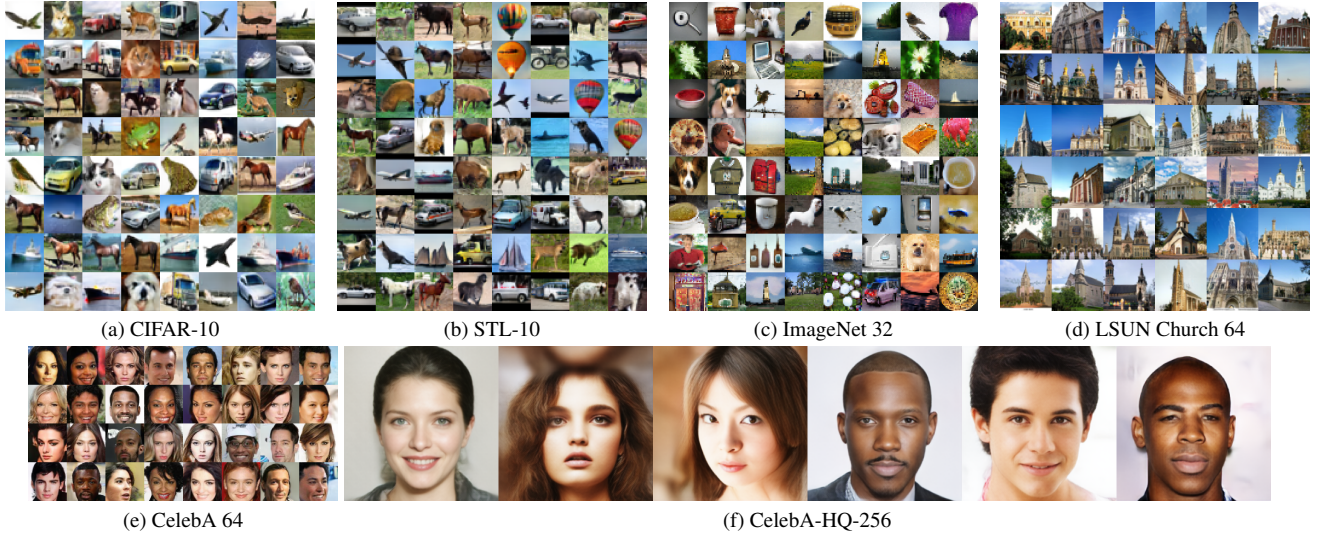 (a) CIFAR-10
(b) STL-10
(c) ImageNet 32
(d) LSUN Church 64
(e) CelebA 64
(f) CelebA-HQ-256